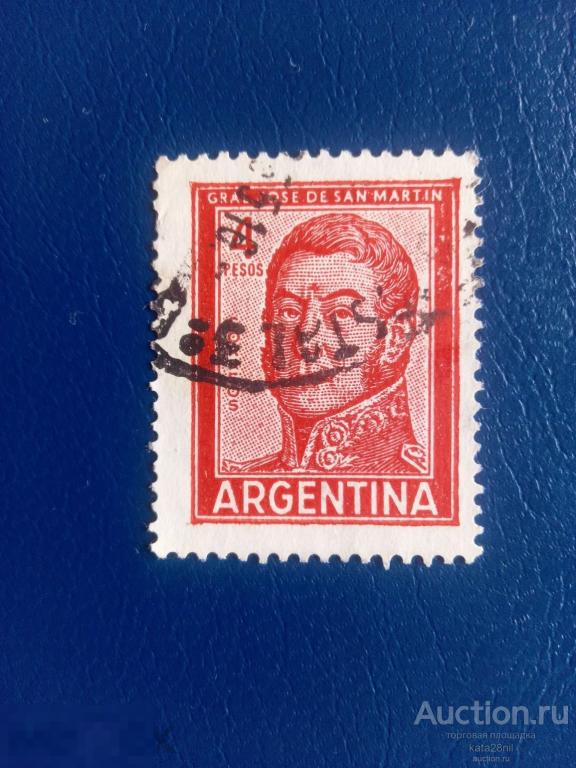 GRAL. JOSE DE SAN MARTIN
4
PESOS
ARGENTINA
Auction.ru
торговая площадка
kata28nil
auction.ru